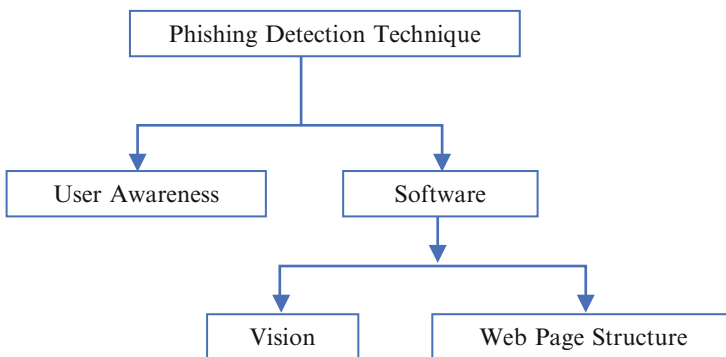 Phishing Detection Technique
User Awareness
Software
Vision
Web Page Structure